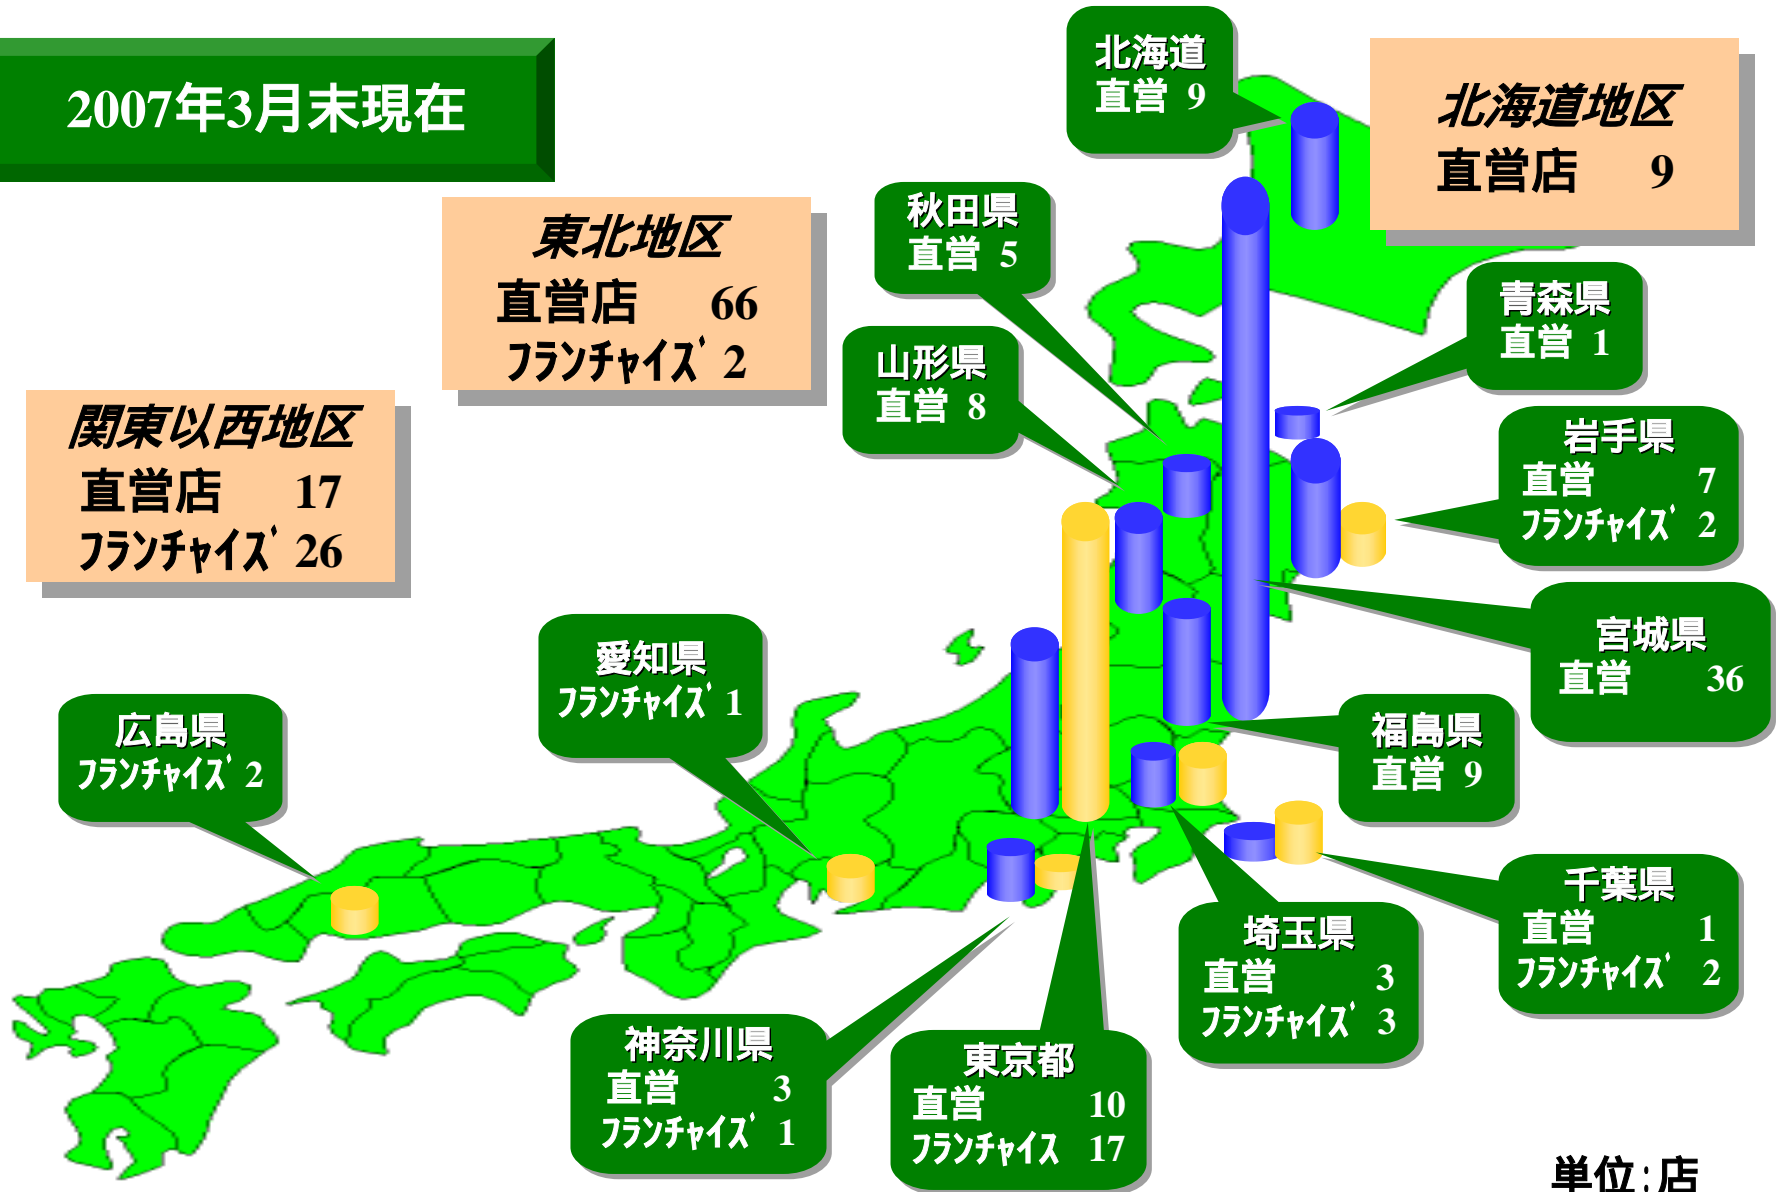 2007年3月末現在
北海道
直営 9
北海道地区
直営店 9
秋田県
直営 5
東北地区
直営店 66
フランチャイズ 2
青森県
直営 1
山形県
直営 8
関東以西地区
直営店 17
フランチャイズ 26
岩手県
直営 7
フランチャイズ 2
宮城県
直営 36
愛知県
フランチャイズ 1
広島県
フランチャイズ 2
福島県
直営 9
千葉県
直営 1
フランチャイズ 2
埼玉県
直営 3
フランチャイズ 3
神奈川県
直営 3
フランチャイズ 1
東京都
直営 10
フランチャイス 17
単位:店